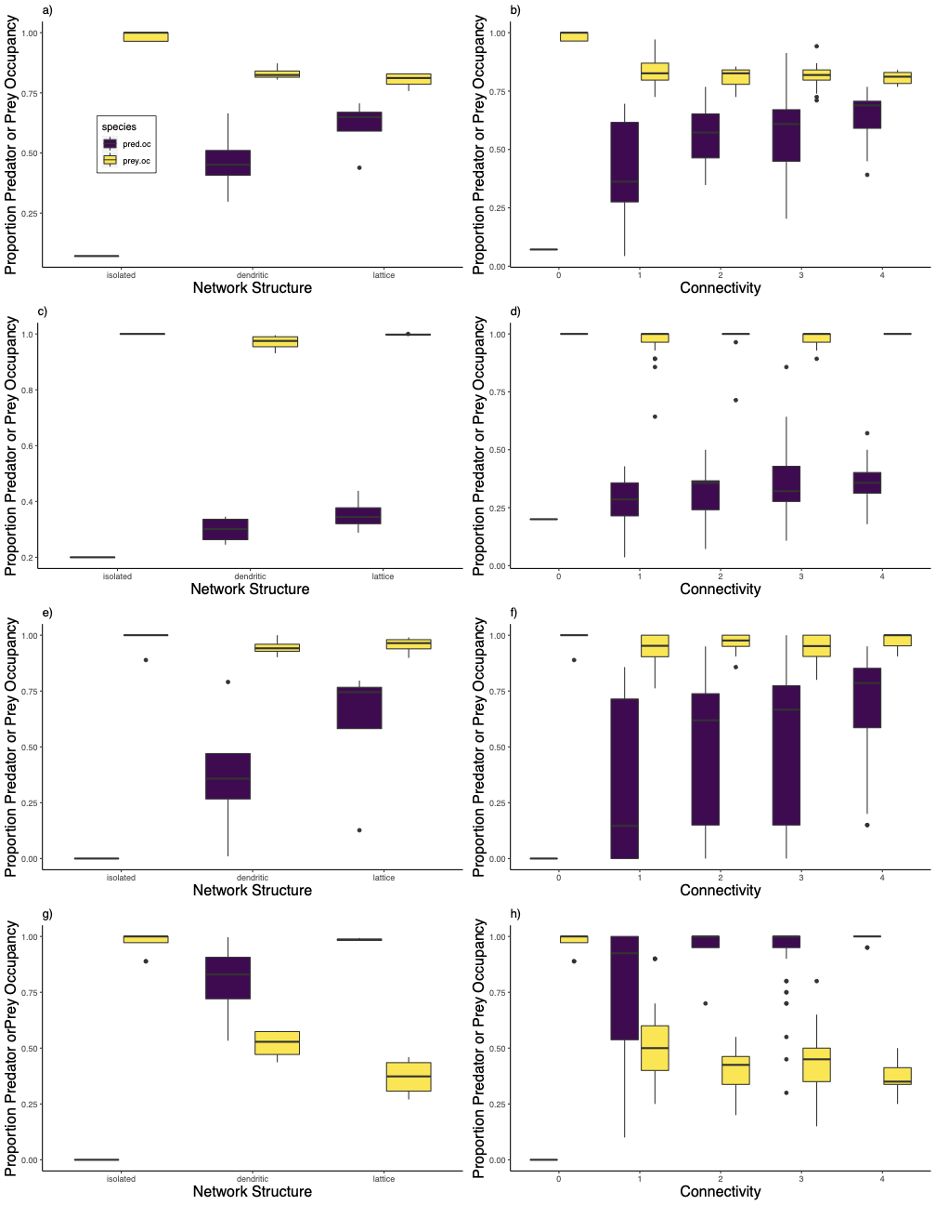 a)
Proportion Predator or Prey Occupancy
1.00
0.75
0.50
0.25
species
pred.oc
prey.oc
isolated
dendritic
lattice
Network Structure
b)
Proportion Predator or Prey Occupancy
1.00
0.75
0.50
0.25
0.00
0
1
2
3
4
Connectivity
c)
Proportion Predator or Prey Occupancy
1.0
0.8
0.6
0.4
0.2
isolated
dendritic
lattice
Network Structure
d)
Proportion Predator or Prey Occupancy
1.00
0.75
0.50
0.25
0.00
0
1
2
3
4
Connectivity
e)
Proportion Predator or Prey Occupancy
1.00
0.75
0.50
0.25
0.00
isolated
dendritic
lattice
Network Structure
f)
Proportion Predator or Prey Occupancy
1.00
0.75
0.50
0.25
0.00
0
1
2
3
4
Connectivity
g)
Proportion Predator orPrey Occupancy
1.00
0.75
0.50
0.25
0.00
isolated
dendritic
lattice
Network Structure
h)
Proportion Predator or Prey Occupancy
1.00
0.75
0.50
0.25
0.00
0
1
2
3
4
Connectivity